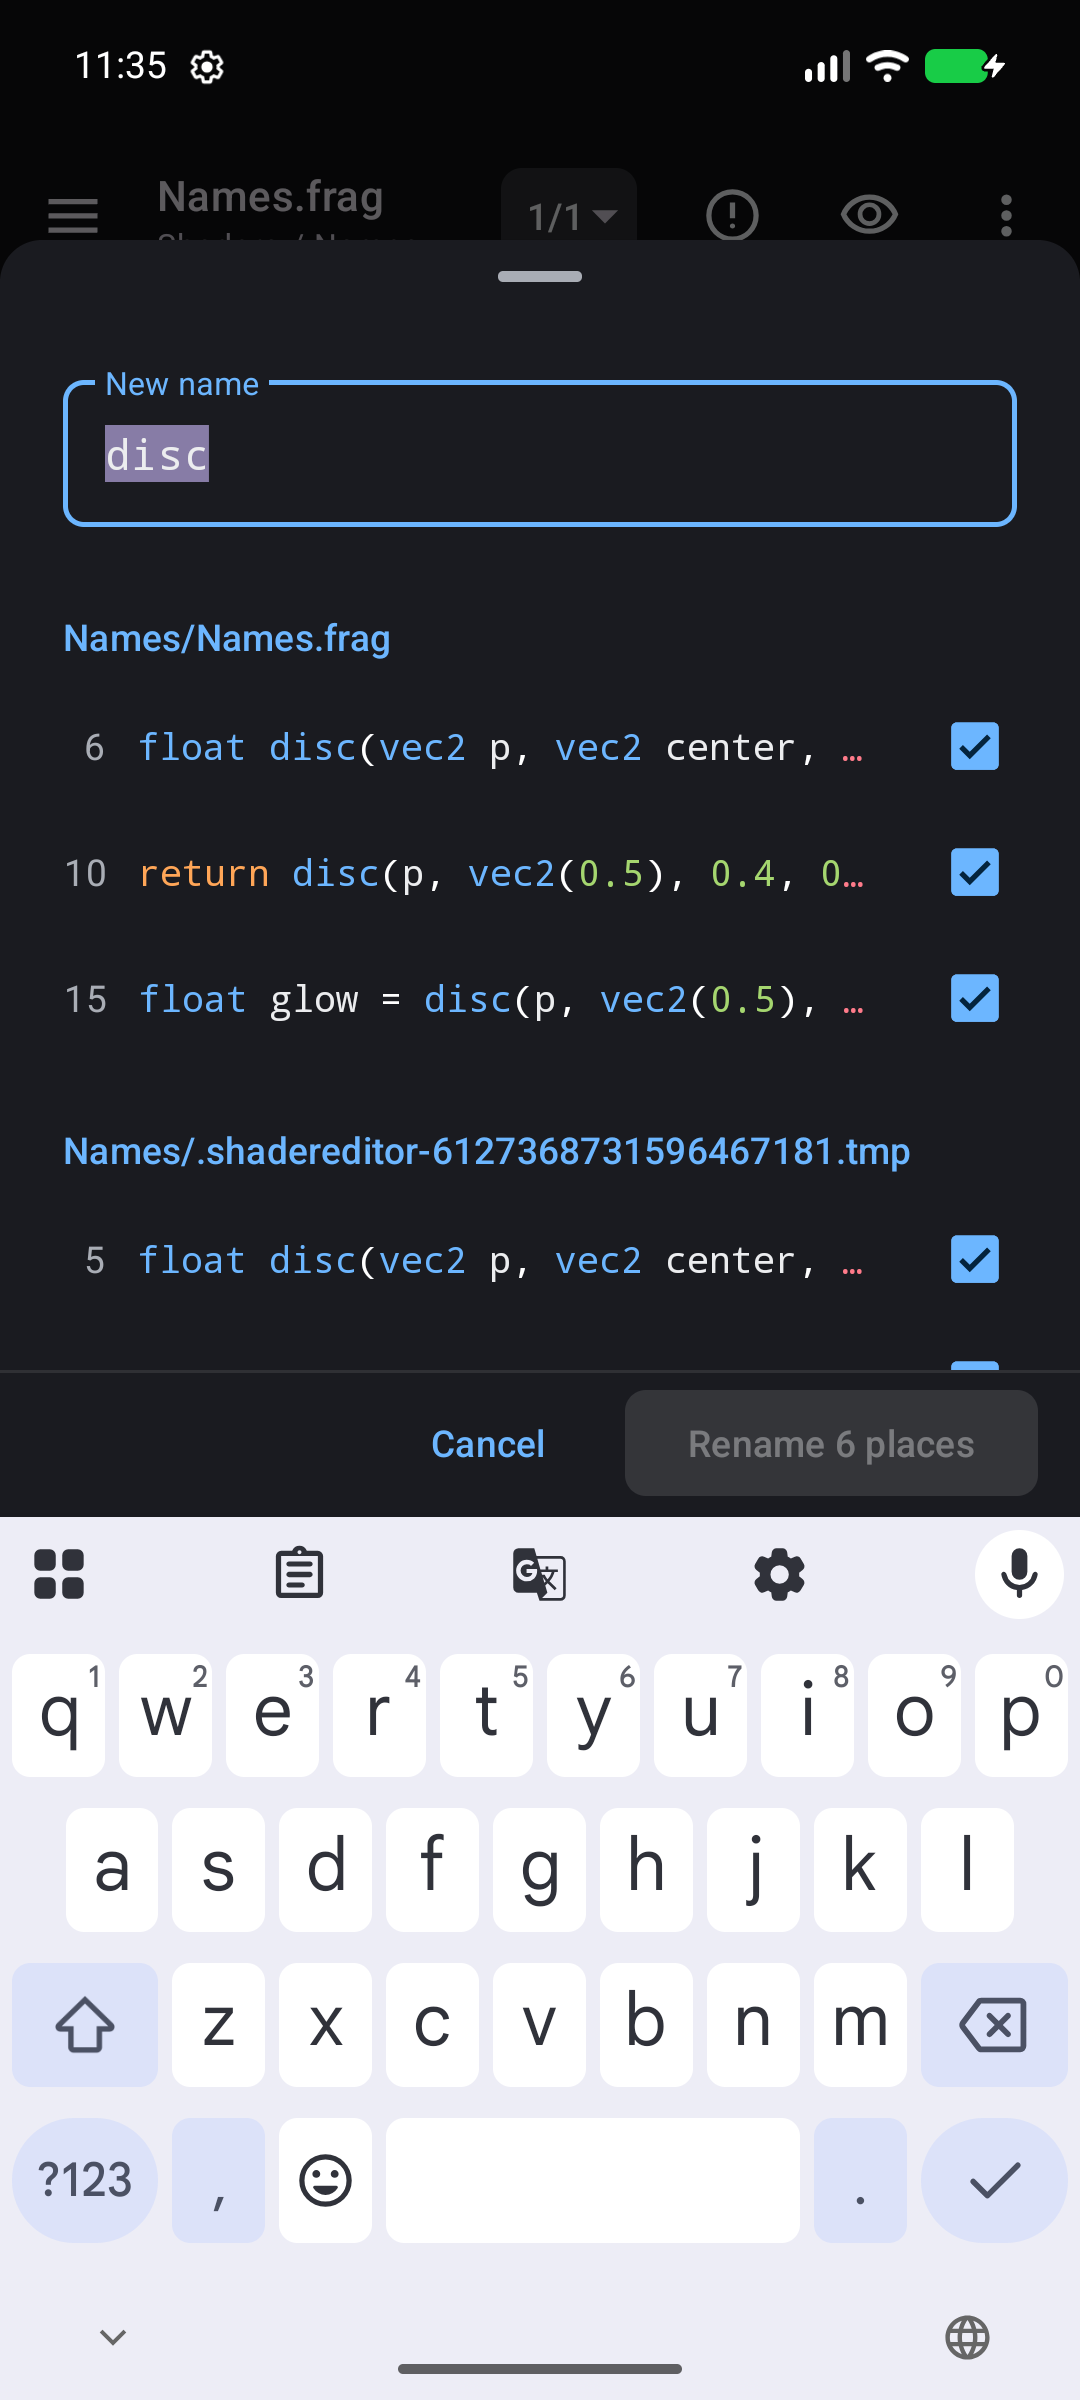 11:35
Names.frag
1/1
New name
disc
Names/Names.frag
6 float disc(vec2 p, vec2 center, …
10 return disc(p, vec2(0.5), 0.4, 0…
15 float glow = disc(p, vec2(0.5), …
Names/.shadereditor-6127368731596467181.tmp
5 float disc(vec2 p, vec2 center, …
Cancel
Rename 6 places
1 2 3 4 5 6 7 8 9 0
q w e r t y u i o p
a s d f g h j k l
z x c v b n m
?123 , .